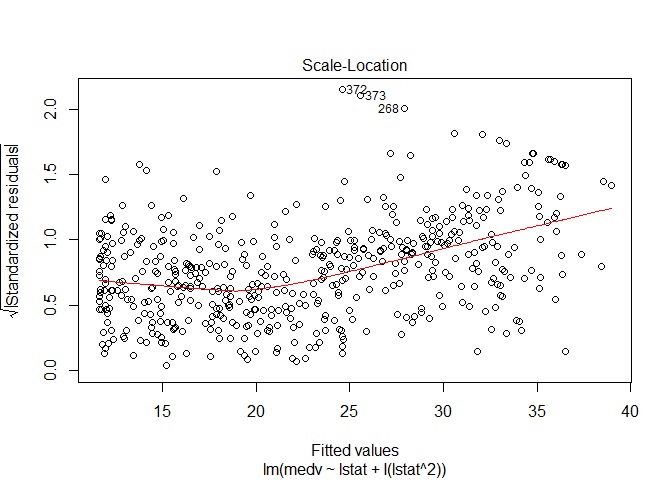 Scale-Location
√|Standardized residuals|
2.0
1.5
1.0
0.5
0.0
372
373
268
15 20 25 30 35 40
Fitted values
lm(medv ~ lstat + I(lstat^2))